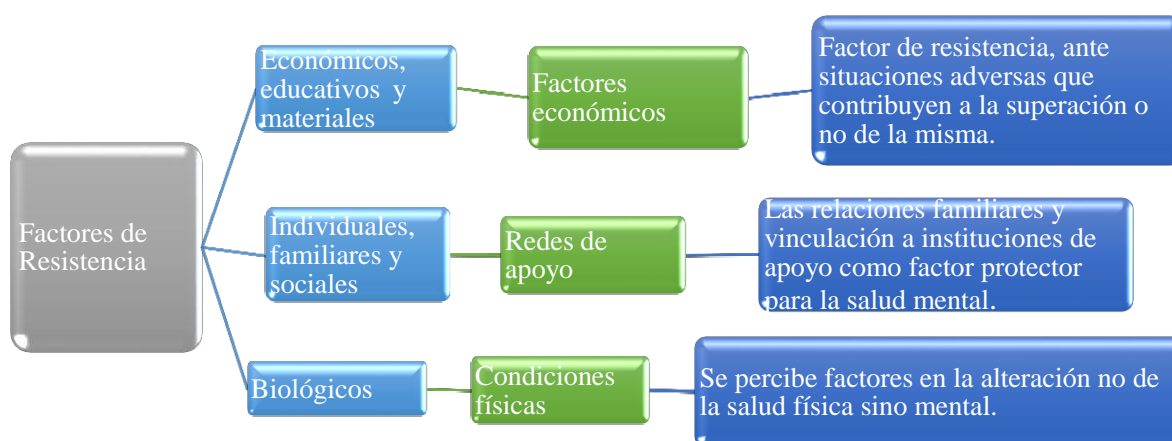 Factores de
Resistencia
Económicos,
educativos y
materiales
Factores
económicos
Factor de resistencia, ante
situaciones adversas que
contribuyen a la superación o
no de la misma.
Individuales,
familiares y
sociales
Redes de
apoyo
Las relaciones familiares y
vinculación a instituciones de
apoyo como factor protector
para la salud mental.
Biológicos
Condiciones
físicas
Se percibe factores en la alteración no de
la salud física sino mental.